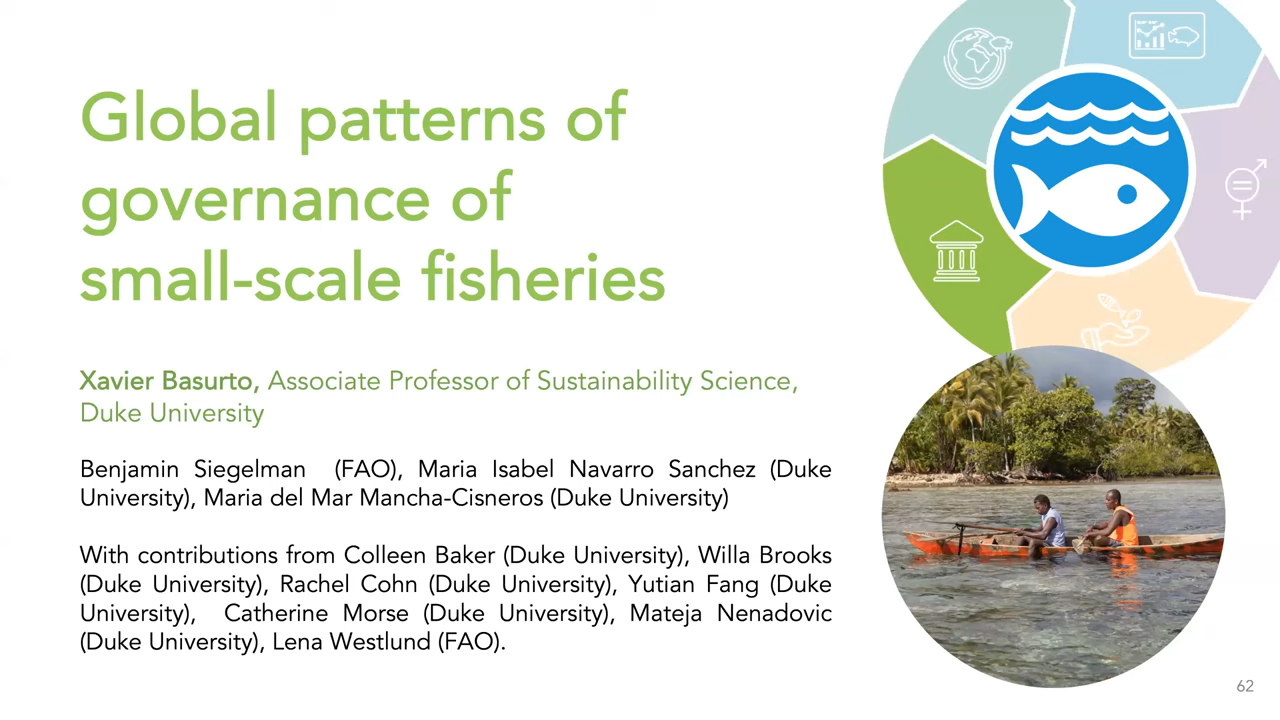 Global patterns of
governance of
small-scale fisheries
Xavier Basurto, Associate Professor of Sustainability Science,
Duke University
Benjamin Siegelman (FAO), Maria Isabel Navarro Sanchez (Duke
University), Maria del Mar Mancha-Cisneros (Duke University)
With contributions from Colleen Baker (Duke University), Willa Brooks
(Duke University), Rachel Cohn (Duke University), Yutian Fang (Duke
University), Catherine Morse (Duke University), Mateja Nenadovic
(Duke University), Lena Westlund (FAO).
62